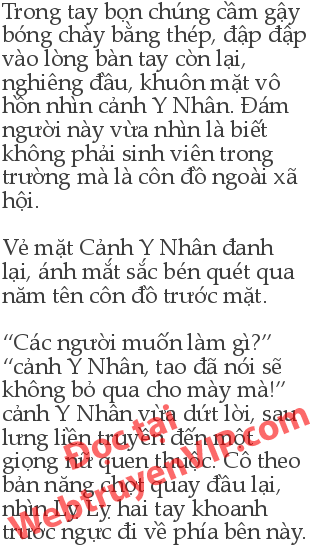 Trong tay bọn chúng cầm gậy
bóng chày bằng thép, đập đập
vào lòng bàn tay còn lại,
nghiêng đầu, khuôn mặt vô
hồn nhìn cảnh Y Nhân. Đám
người này vừa nhìn là biết
không phải sinh viên trong
trường mà là côn đồ ngoài xã
hội.
Vẻ mặt Cảnh Y Nhân đanh
lại, ánh mắt sắc bén quét qua
năm tên côn đồ trước mặt.
“Các người muốn làm gì?”
“cảnh Y Nhân, tao đã nói sẽ
không bỏ qua cho mày mà!”
cảnh Y Nhân vừa dứt lời, sau
lưng liền truyền đến một
giọng nữ quen thuộc. Cô theo
bản năng chợt quay đầu lại,
nhìn Lý Lỵ hai tay khoanh
trước ngực đi về phía bên này.
Đọc tại
WebtruyenVIP.com